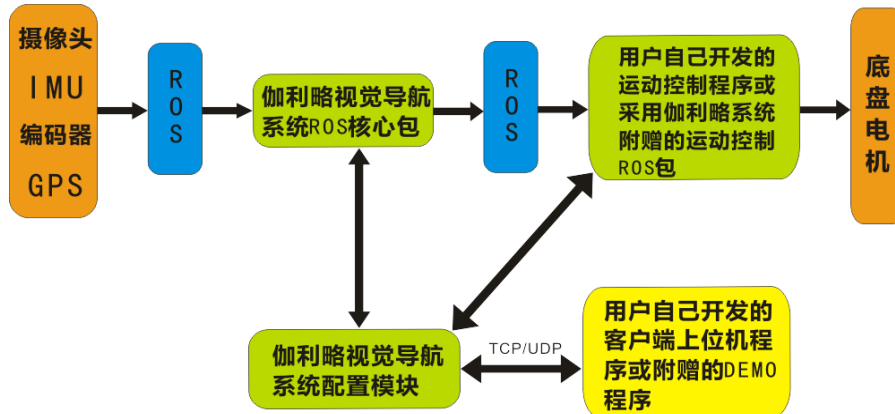 摄像头
IMU
编码器
GPS
ROS
伽利略视觉导航
系统ROS核心包
ROS
用户自己开发的
运动控制程序或
采用伽利略系统
附赠的运动控制
ROS包
底盘电机
伽利略视觉导航
系统配置模块
TCP/UDP
用户自己开发的
客户端上位机程
序或附赠的DEMO
程序